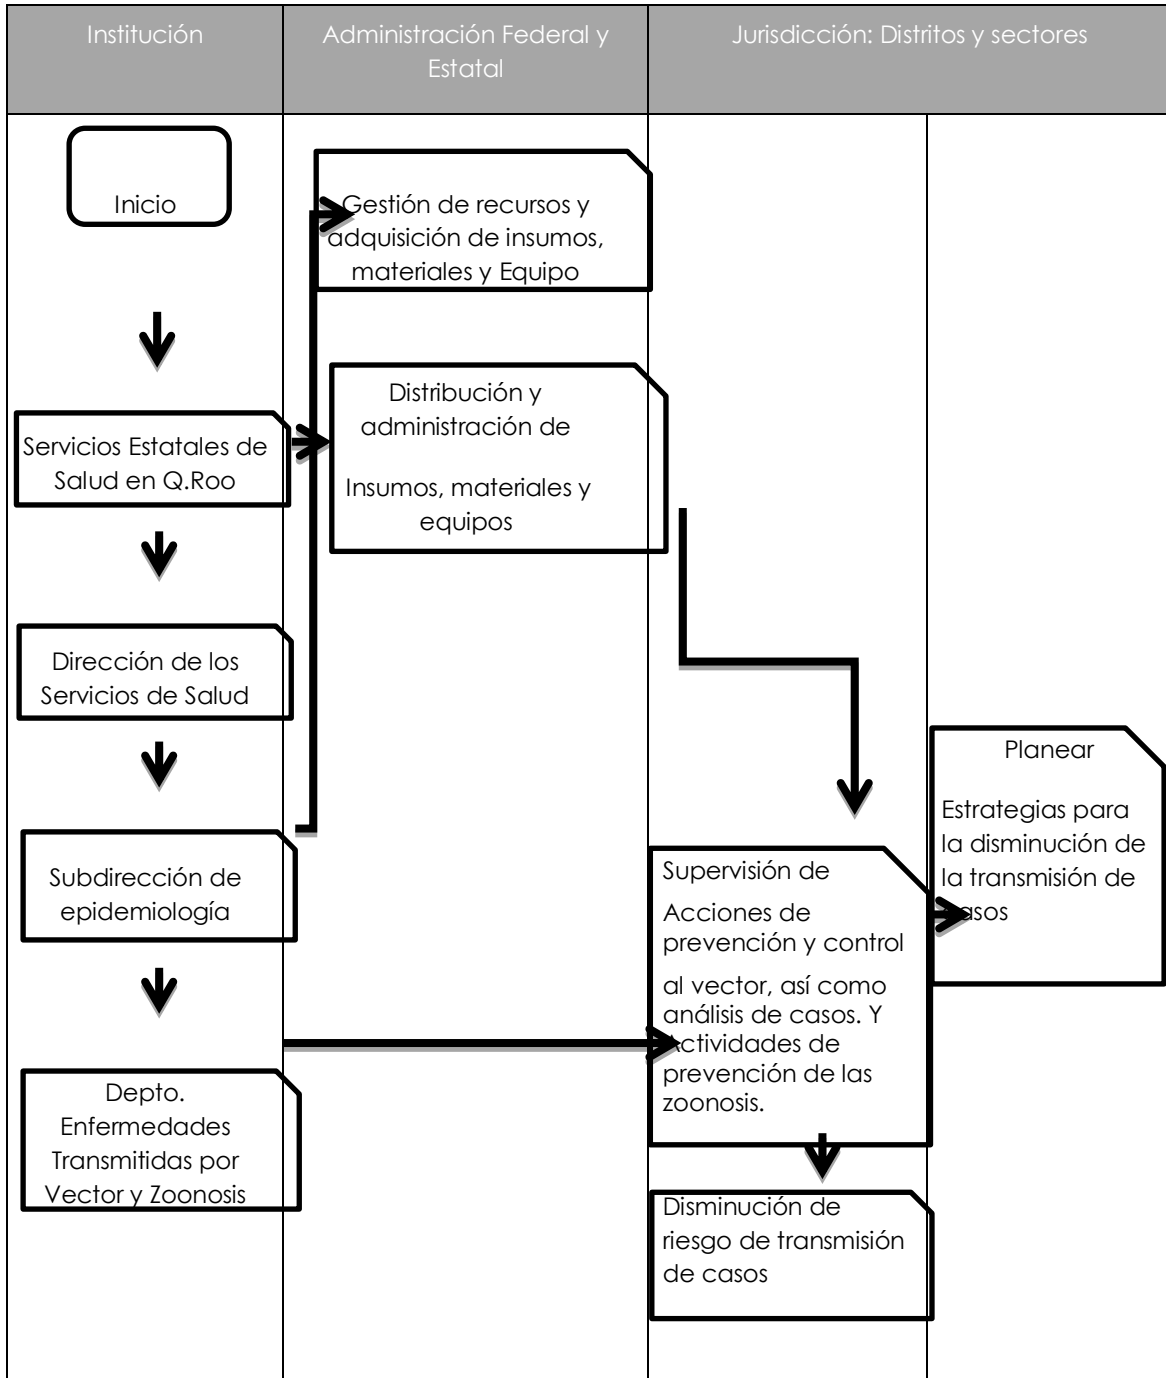 Institución
Administración Federal y
Estatal
Jurisdicción: Distritos y sectores
Inicio
Servicios Estatales de
Salud en Q.Roo
Dirección de los
Servicios de Salud
Subdirección de
epidemiología
Depto.
Enfermedades
Transmitidas por
Vector y Zoonosis
Gestión de recursos y
adquisición de insumos,
materiales y Equipo
Distribución y
administración de
Insumos, materiales y
equipos
Supervisión de
Acciones de
prevención y control
al vector, así como
análisis de casos. Y
Actividades de
prevención de las
zoonosis.
Disminución de
riesgo de transmisión
de casos
Planear
Estrategias para
la disminución de
la transmisión de
casos